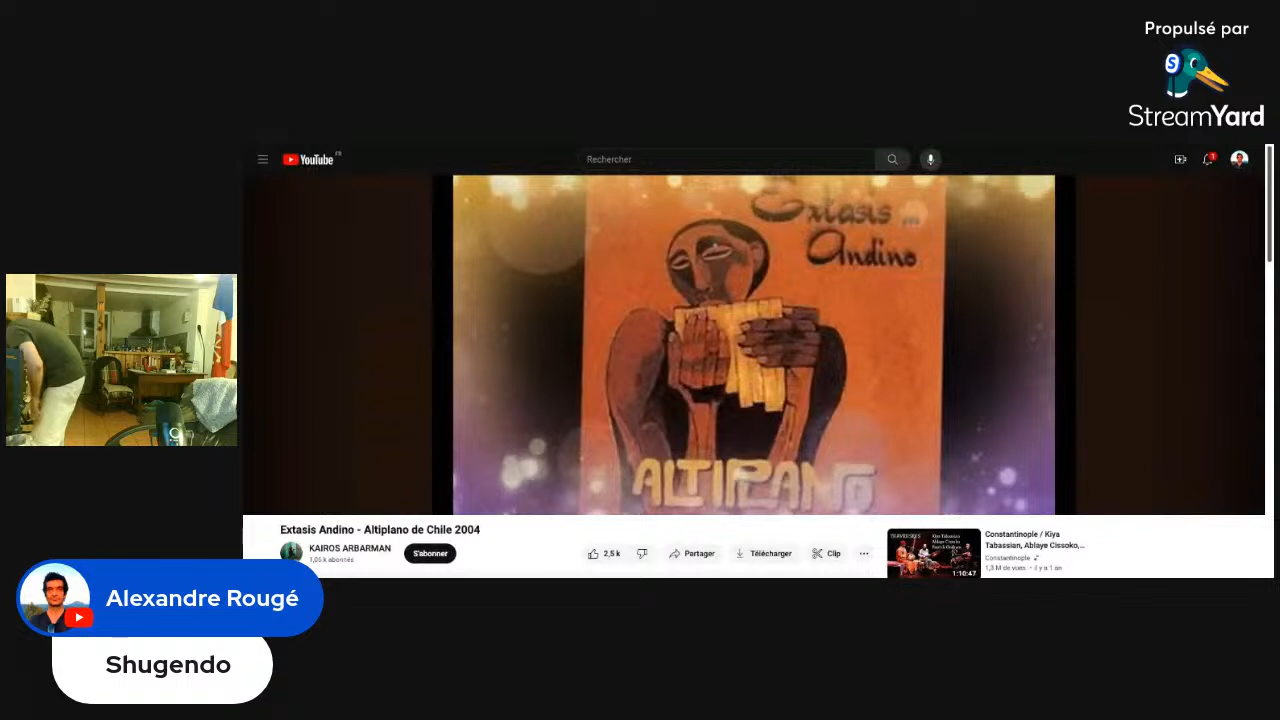 Propulsé par
StreamYard
YouTube FR
Rechercher
Extasis ...
Andino
ALTIPLANO
Extasis Andino - Altiplano de Chile 2004
KAIROS ARBARMAN
1,05 k abonnés
S'abonner
2,5 k
Partager
Télécharger
Clip
Constantinople / Kiya
Tabassian, Ablaye Cissoko,...
Constantinople
1,3 M de vues • il y a 1 an
1:10:47
Alexandre Rougé
Shugendo